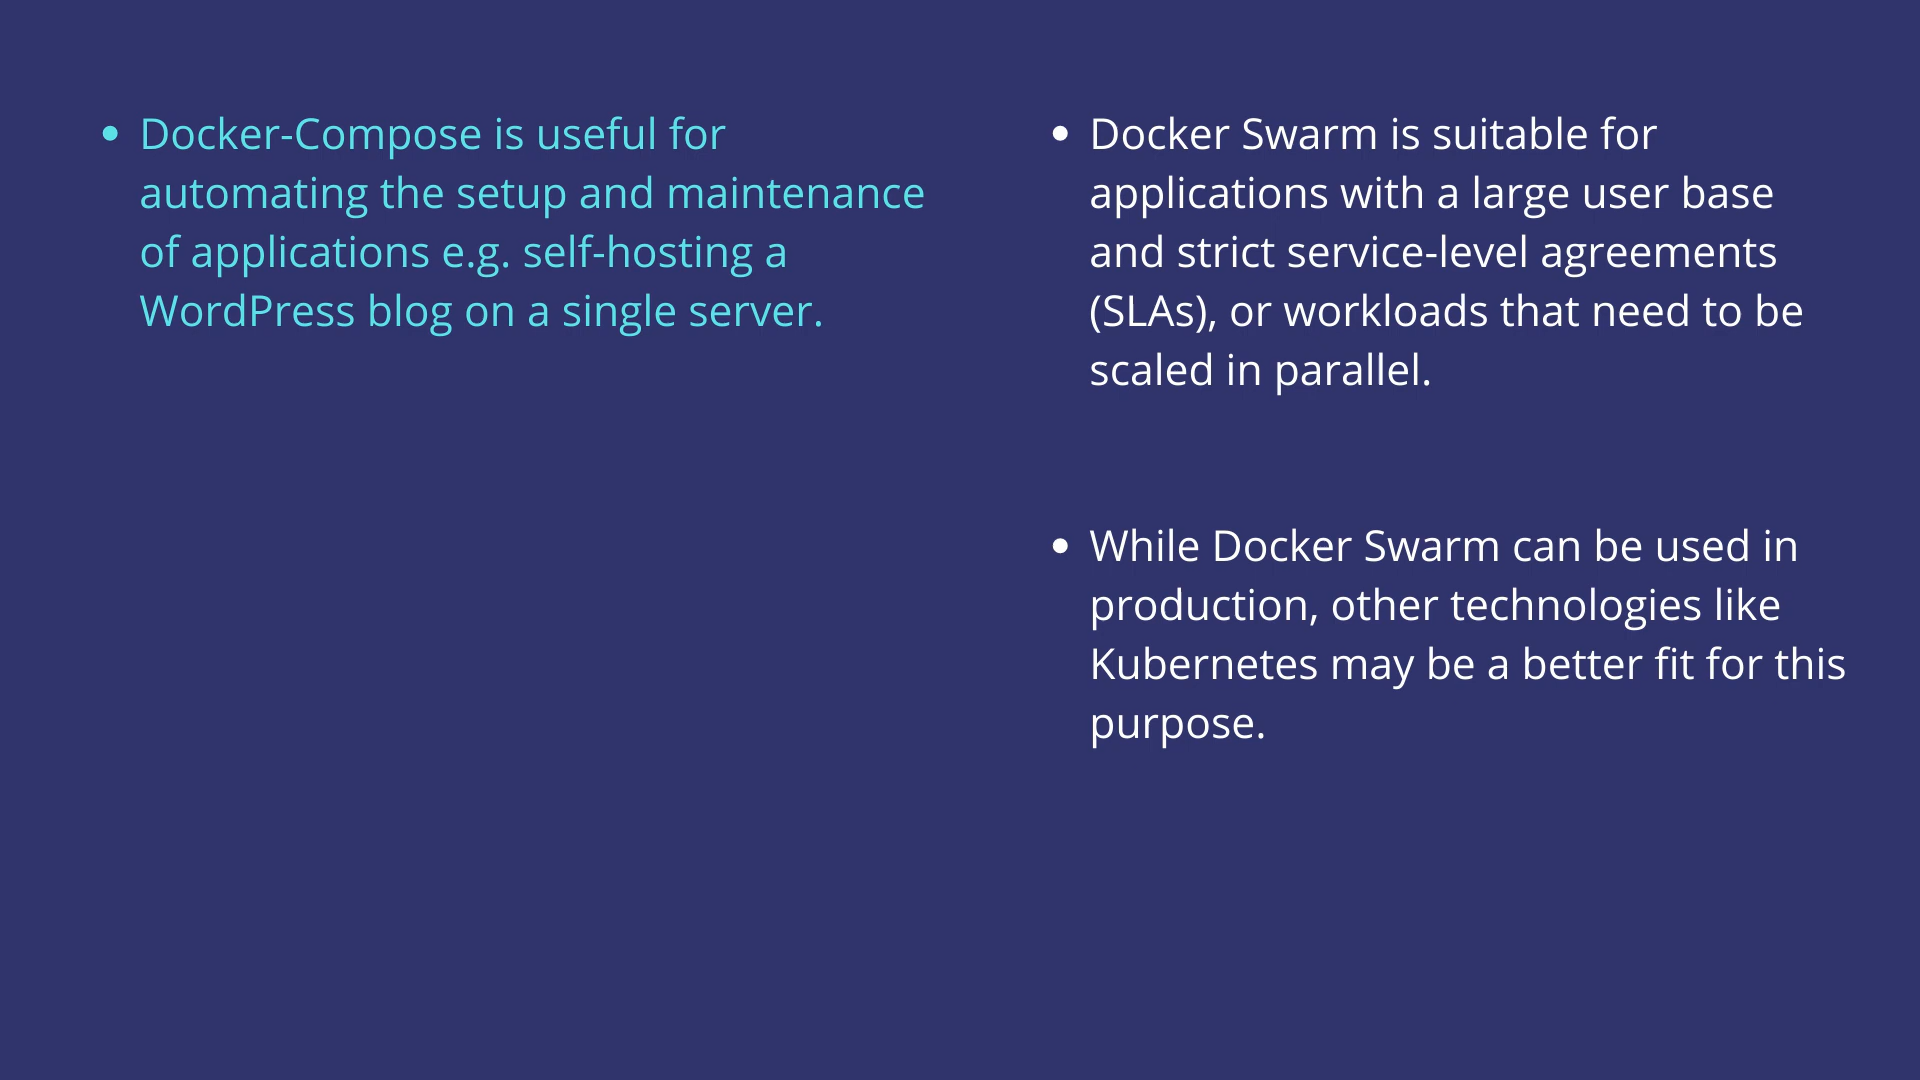 • Docker-Compose is useful for
automating the setup and maintenance
of applications e.g. self-hosting a
WordPress blog on a single server.
• Docker Swarm is suitable for
applications with a large user base
and strict service-level agreements
(SLAs), or workloads that need to be
scaled in parallel.
• While Docker Swarm can be used in
production, other technologies like
Kubernetes may be a better fit for this
purpose.